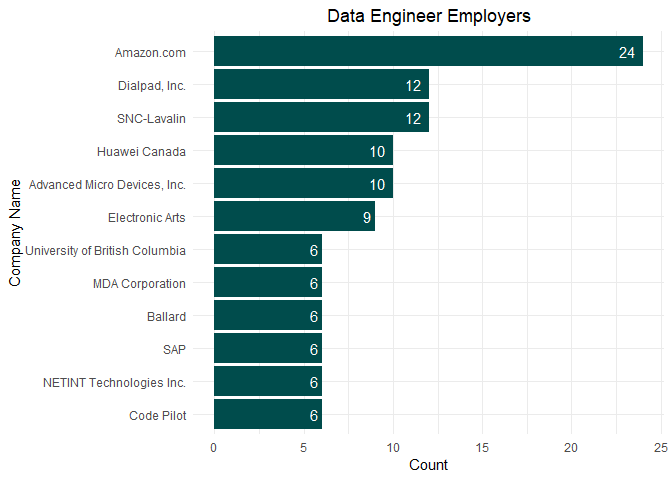 Data Engineer Employers
Company Name
Amazon.com 24
Dialpad, Inc. 12
SNC-Lavalin 12
Huawei Canada 10
Advanced Micro Devices, Inc. 10
Electronic Arts 9
University of British Columbia 6
MDA Corporation 6
Ballard 6
SAP 6
NETINT Technologies Inc. 6
Code Pilot 6
0 5 10 15 20 25
Count